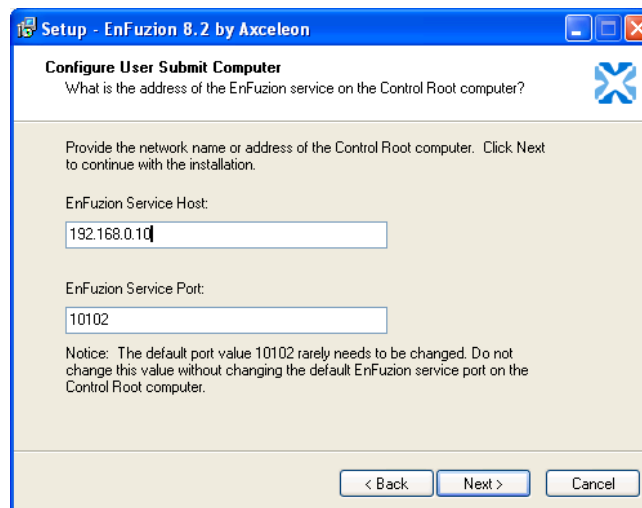 Setup - EnFuzion 8.2 by Axceleon
Configure User Submit Computer
What is the address of the EnFuzion service on the Control Root computer?
Provide the network name or address of the Control Root computer.  Click Next
to continue with the installation.
EnFuzion Service Host:
192.168.0.10
EnFuzion Service Port:
10102
Notice:  The default port value 10102 rarely needs to be changed. Do not
change this value without changing the default EnFuzion service port on the
Control Root computer.
< Back
Next >
Cancel